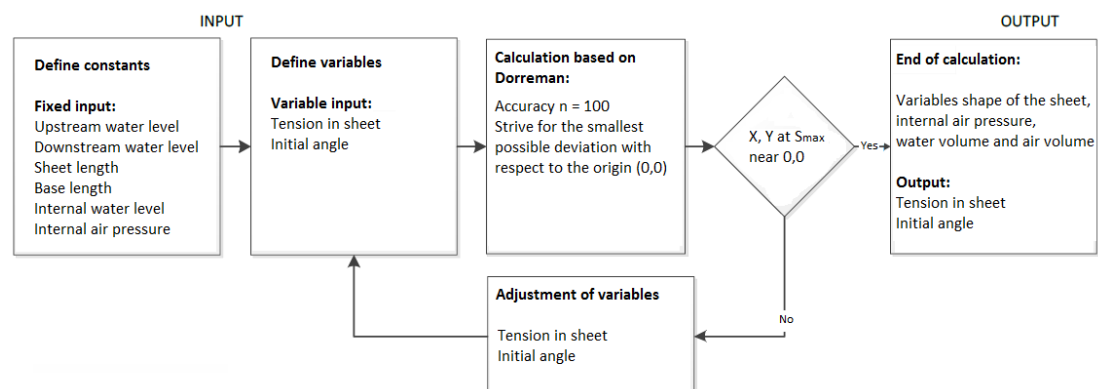 INPUT
OUTPUT
Define constants
Fixed input:
Upstream water level
Downstream water level
Sheet length
Base length
Internal water level
Internal air pressure
Define variables
Variable input:
Tension in sheet
Initial angle
Calculation based on
Dorreman:
Accuracy n = 100
Strive for the smallest
possible deviation with
respect to the origin (0,0)
X, Y at Smax
near 0,0
Yes
No
End of calculation:
Variables shape of the sheet,
internal air pressure,
water volume and air volume
Output:
Tension in sheet
Initial angle
Adjustment of variables
Tension in sheet
Initial angle